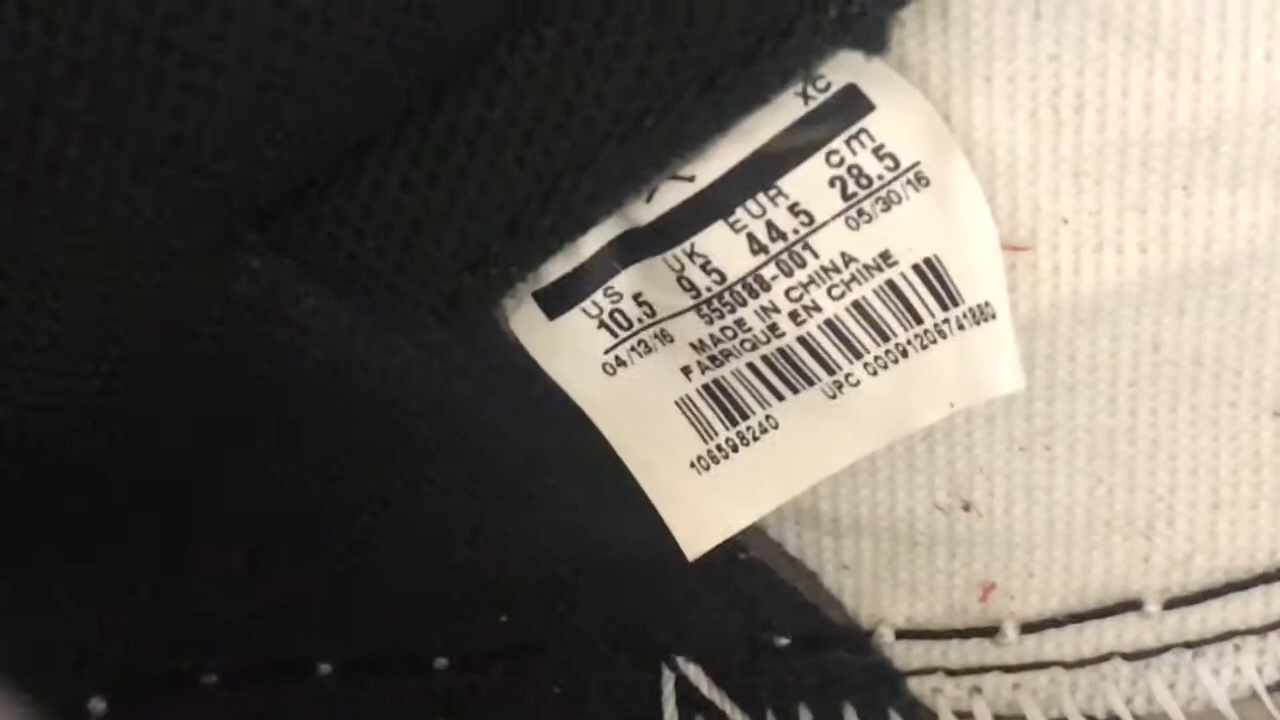 XC
US UK EUR cm
10.5 9.5 44.5 28.5
04/13/16 555088-001 05/30/16
MADE IN CHINA
FABRIQUE EN CHINE
106598240 UPC 00091206741880